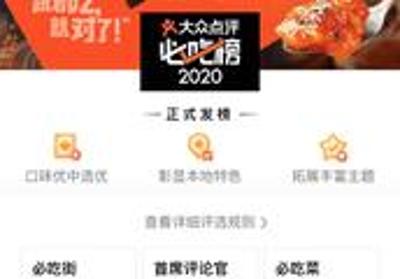 就对了!
大众点评
必吃榜
2020
正式发榜
口味优中选优
彰显本地特色
拓展丰富主题
查看详细评选规则
必吃街
首席评论官
必吃菜